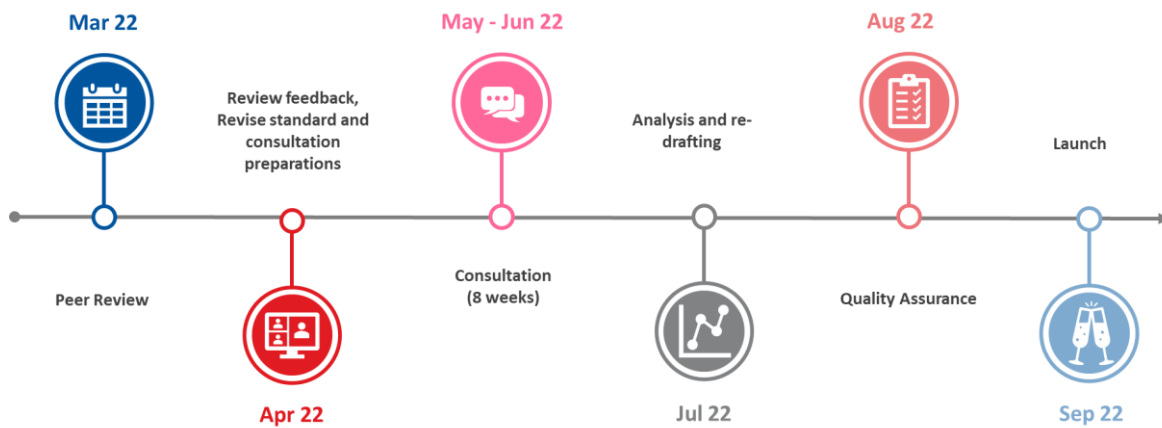 Mar 22
May - Jun 22
Aug 22
Review feedback,
Revise standard and
consultation
preparations
Analysis and re-
drafting
Launch
Peer Review
Consultation
(8 weeks)
Quality Assurance
Apr 22
Jul 22
Sep 22